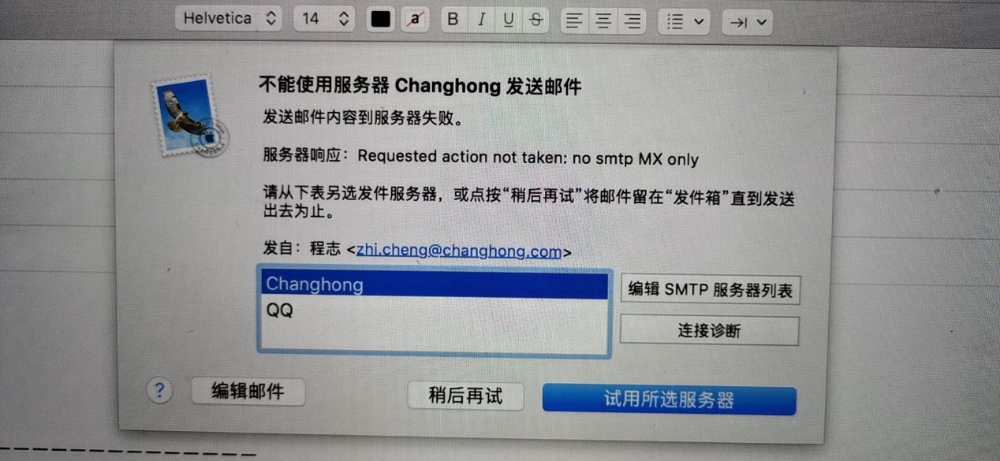 Helvetica 14 a B I U S
不能使用服务器 Changhong 发送邮件
发送邮件内容到服务器失败。
服务器响应：Requested action not taken: no smtp MX only
请从下表另选发件服务器，或点按“稍后再试”将邮件留在“发件箱”直到发送
出去为止。
发自：程志 <zhi.cheng@changhong.com>
Changhong
编辑 SMTP 服务器列表
QQ
连接诊断
? 编辑邮件 稍后再试 试用所选服务器